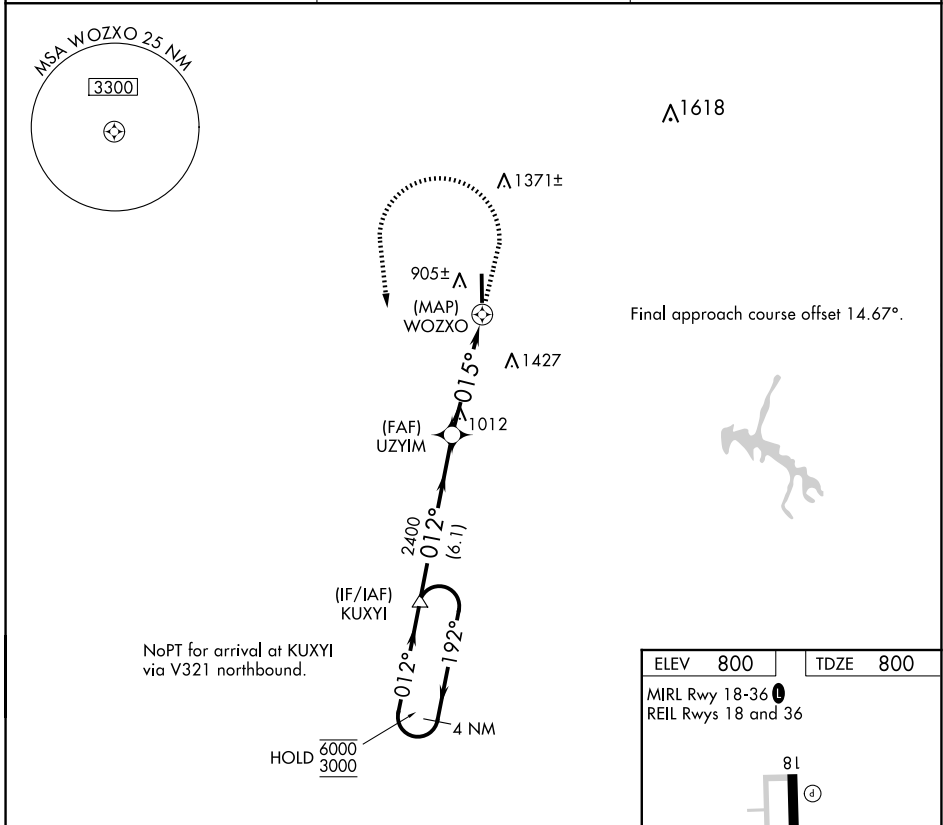 MSA WOZXO 25 NM
3300
1618
1371±
905±
(MAP)
WOZXO
Final approach course offset 14.67°.
015°
1427
(FAF)
UZYIM
1012
2400
012°
(6.1)
(IF/IAF)
KUXYI
NoPT for arrival at KUXYI
via V321 northbound.
012°
192°
4 NM
HOLD 6000
3000
ELEV 800 TDZE 800
MIRL Rwy 18-36 L
REIL Rwys 18 and 36
18
P